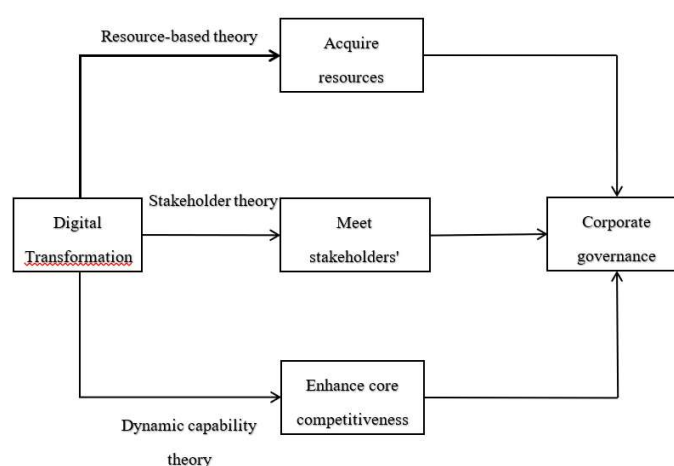 Resource-based theory
Acquire
resources
Stakeholder theory
Digital
Transformation
Meet
stakeholders'
Corporate
governance
Enhance core
competitiveness
Dynamic capability
theory